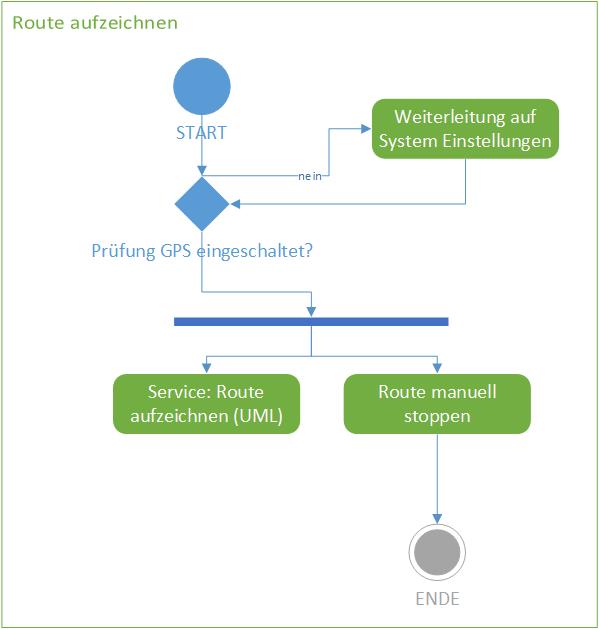 Route aufzeichnen
START
Weiterleitung auf
System Einstellungen
nein
Prüfung GPS eingeschaltet?
Service: Route
aufzeichnen (UML)
Route manuell
stoppen
ENDE